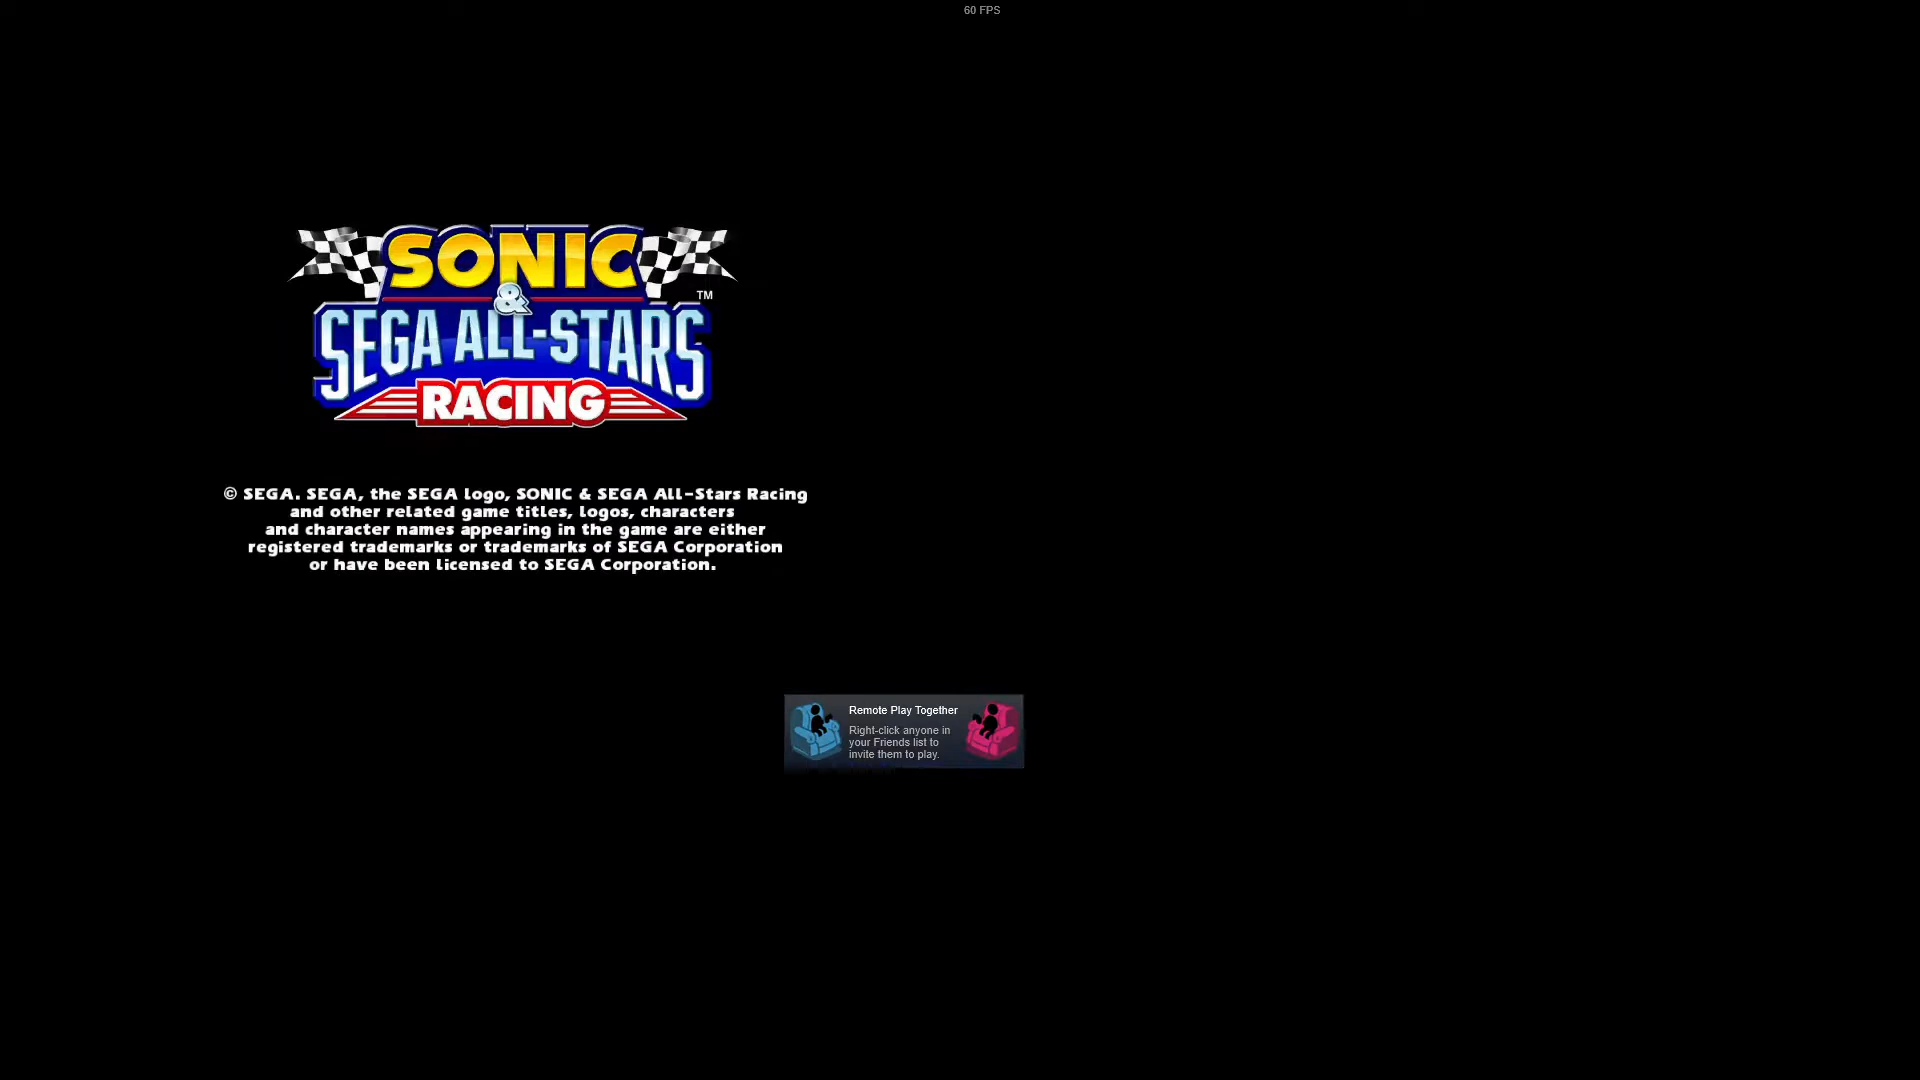 60 FPS
SONIC
&
SEGA ALL-STARS
TM
RACING
© SEGA. SEGA, the SEGA logo, SONIC & SEGA All-Stars Racing
and other related game titles, logos, characters
and character names appearing in the game are either
registered trademarks or trademarks of SEGA Corporation
or have been licensed to SEGA Corporation.
Remote Play Together
Right-click anyone in
your Friends list to
invite them to play.